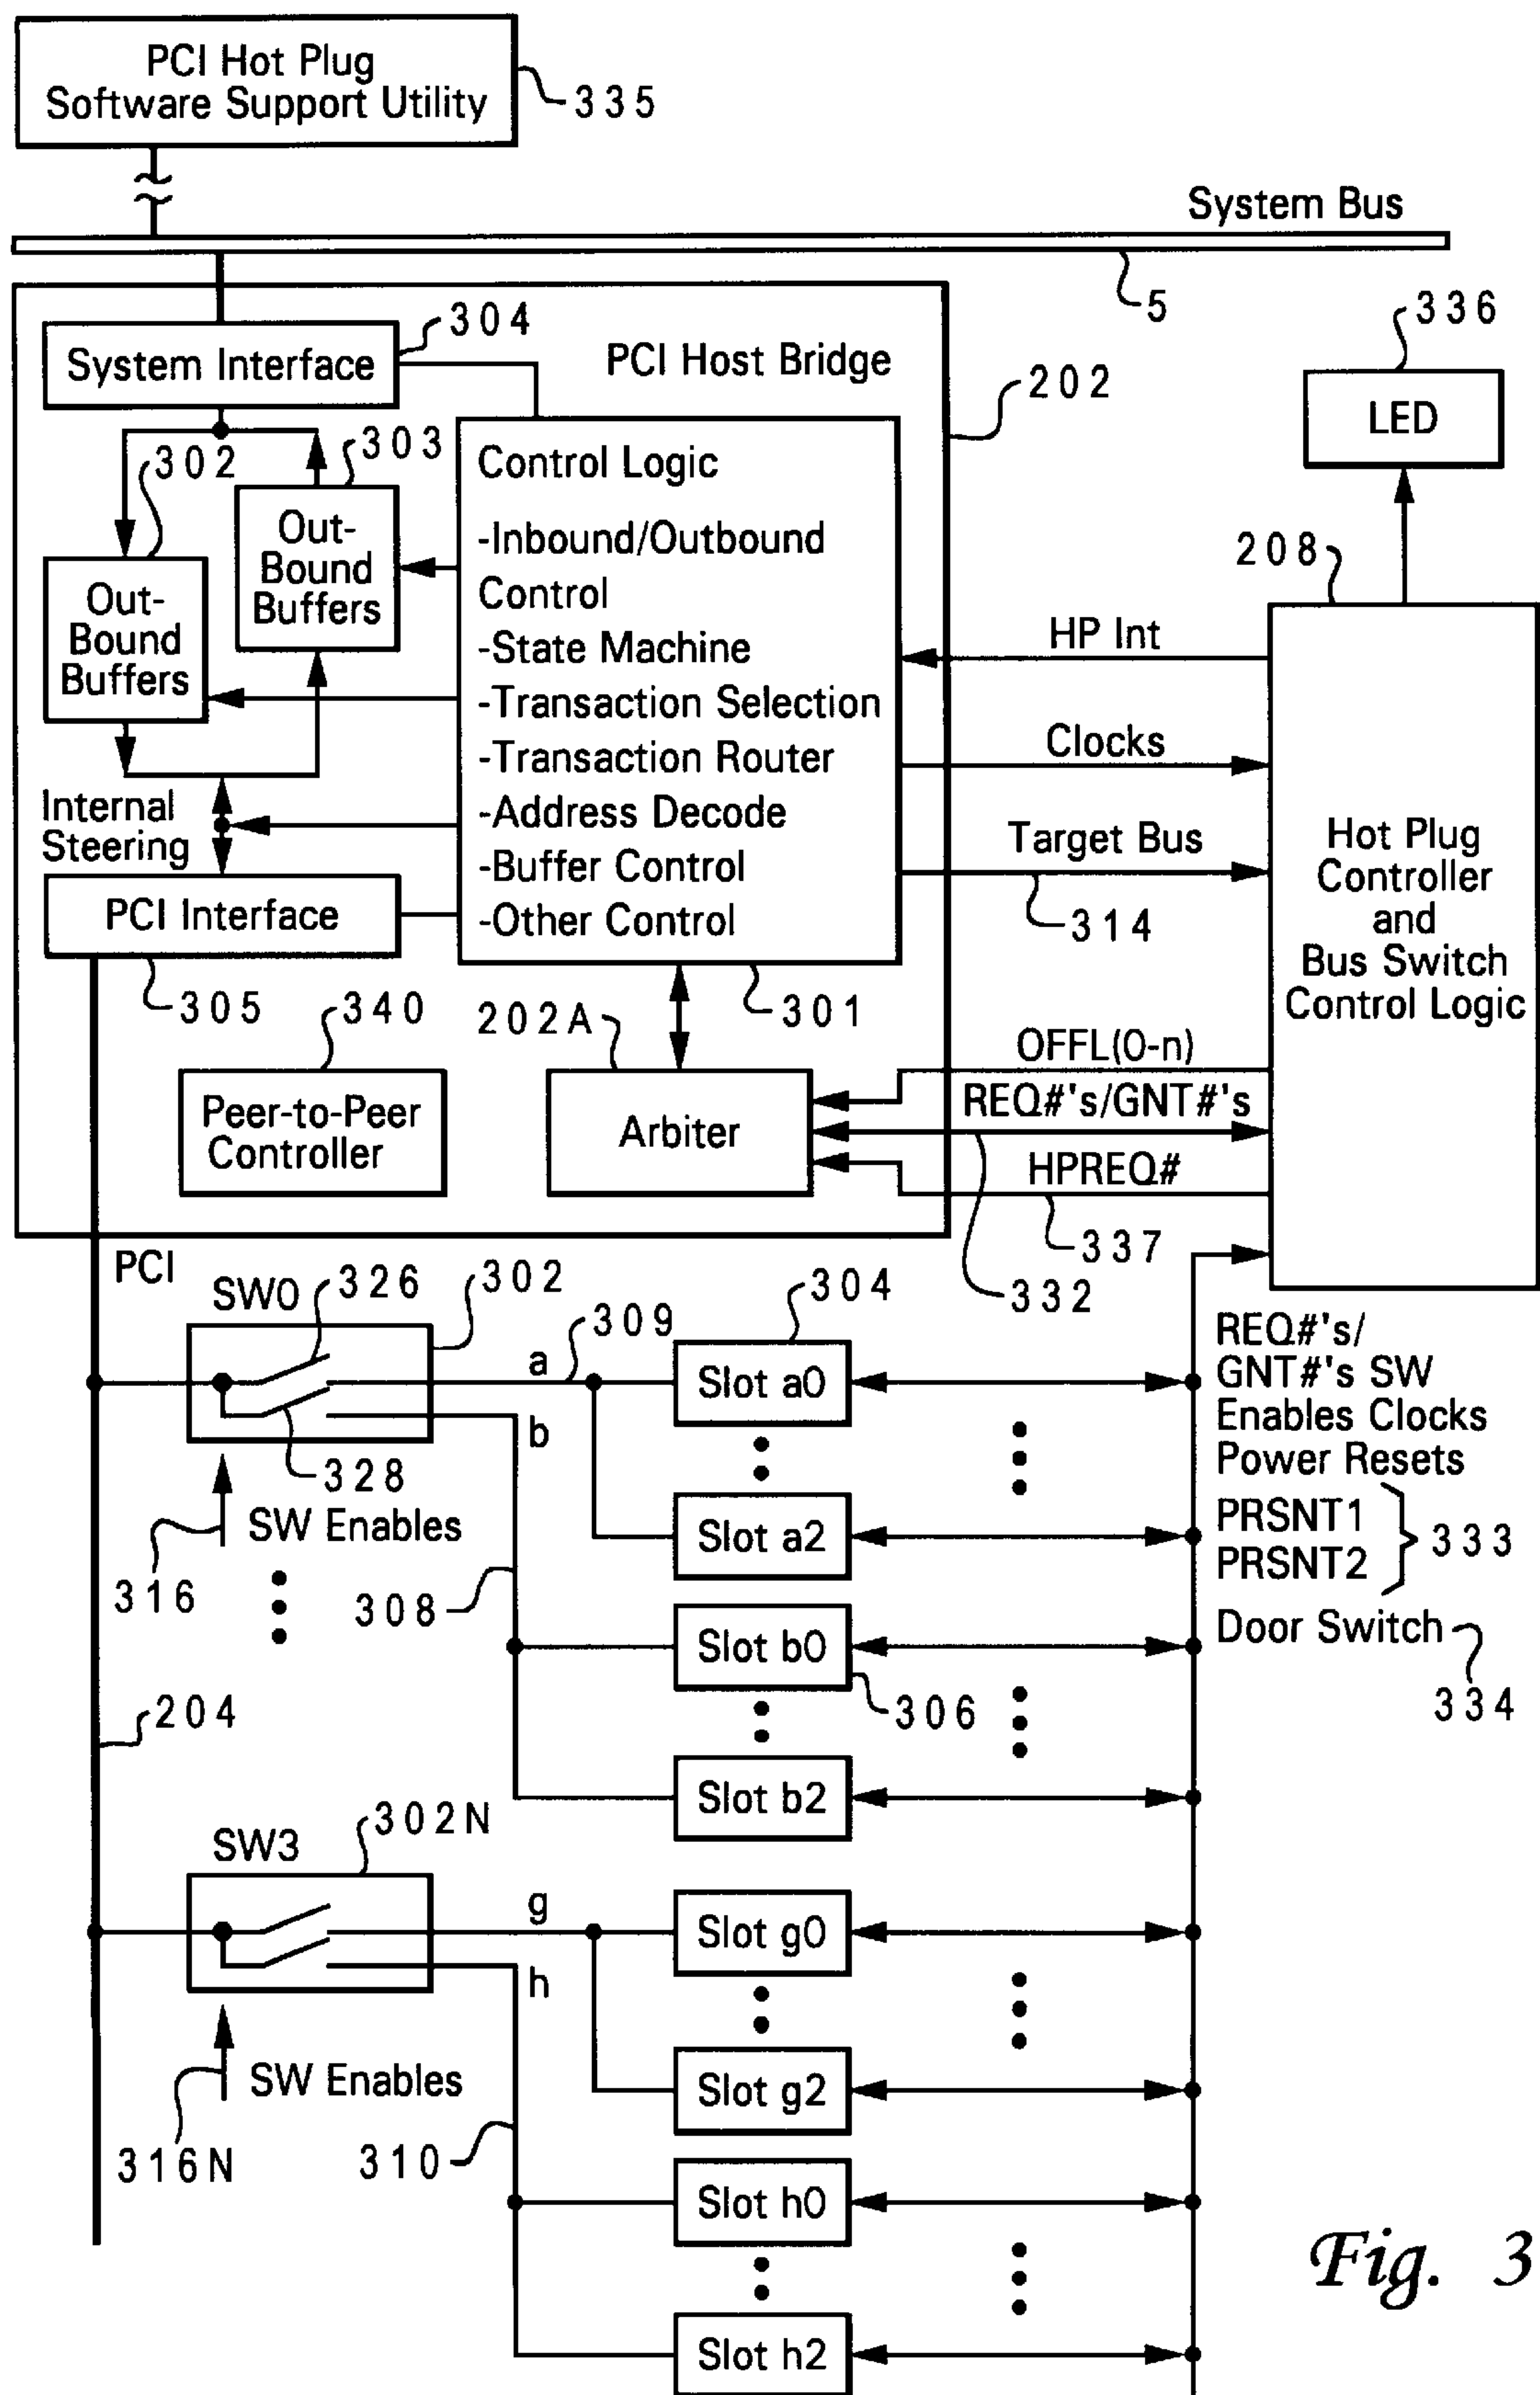 PCI Hot Plug
Software Support Utility
335
System Bus
5
304
System Interface
PCI Host Bridge
202
336
LED
302
303
Out-
Bound
Buffers
Out-
Bound
Buffers
Control Logic
-Inbound/Outbound
Control
-State Machine
-Transaction Selection
-Transaction Router
-Address Decode
-Buffer Control
-Other Control
208
HP Int
Clocks
Target Bus
314
Hot Plug
Controller
and
Bus Switch
Control Logic
Internal
Steering
PCI Interface
305
340
202A
301
Peer-to-Peer
Controller
Arbiter
OFFL(0-n)
REQ#'s/GNT#'s
HPREQ#
337
332
PCI
SW0
326
302
309
304
a
b
328
316
SW Enables
308
Slot a0
Slot a2
Slot b0
306
Slot b2
REQ#'s/
GNT#'s SW
Enables Clocks
Power Resets
PRSNT1
PRSNT2
333
Door Switch
334
204
SW3
302N
g
h
SW Enables
316N
310
Slot g0
Slot g2
Slot h0
Slot h2
Fig. 3